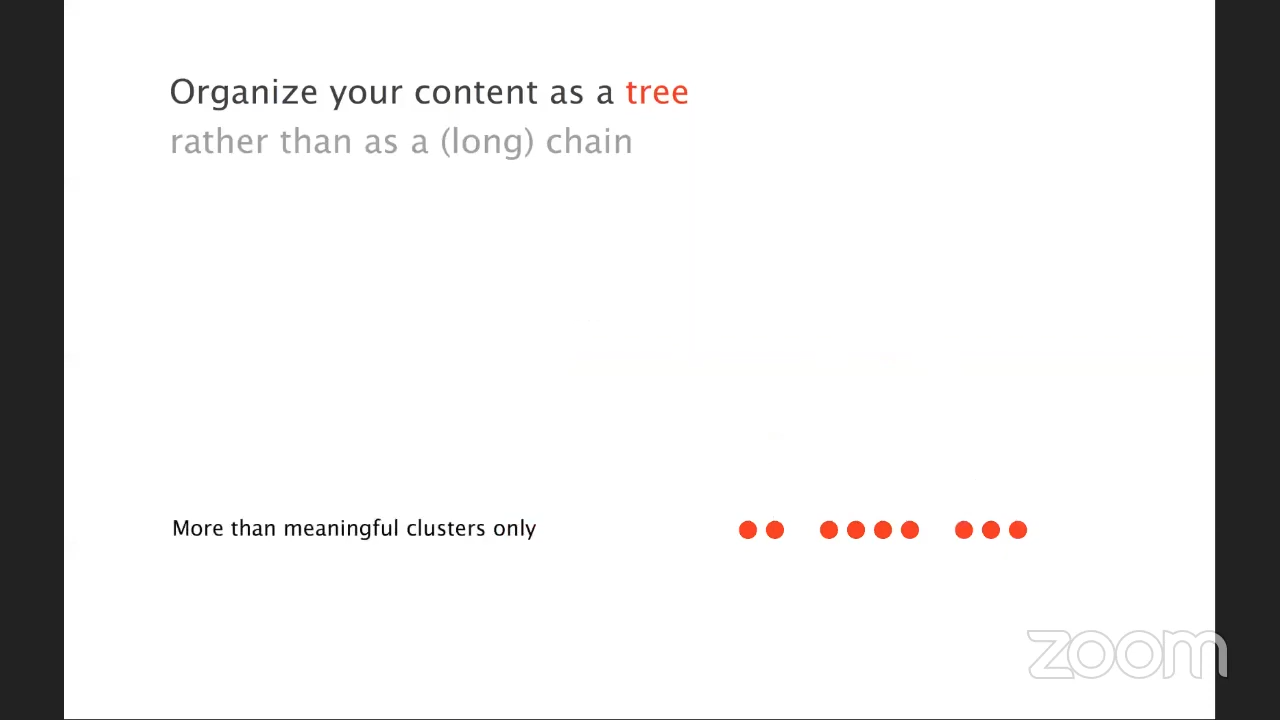 Organize your content as a tree
rather than as a (long) chain
More than meaningful clusters only
zoom